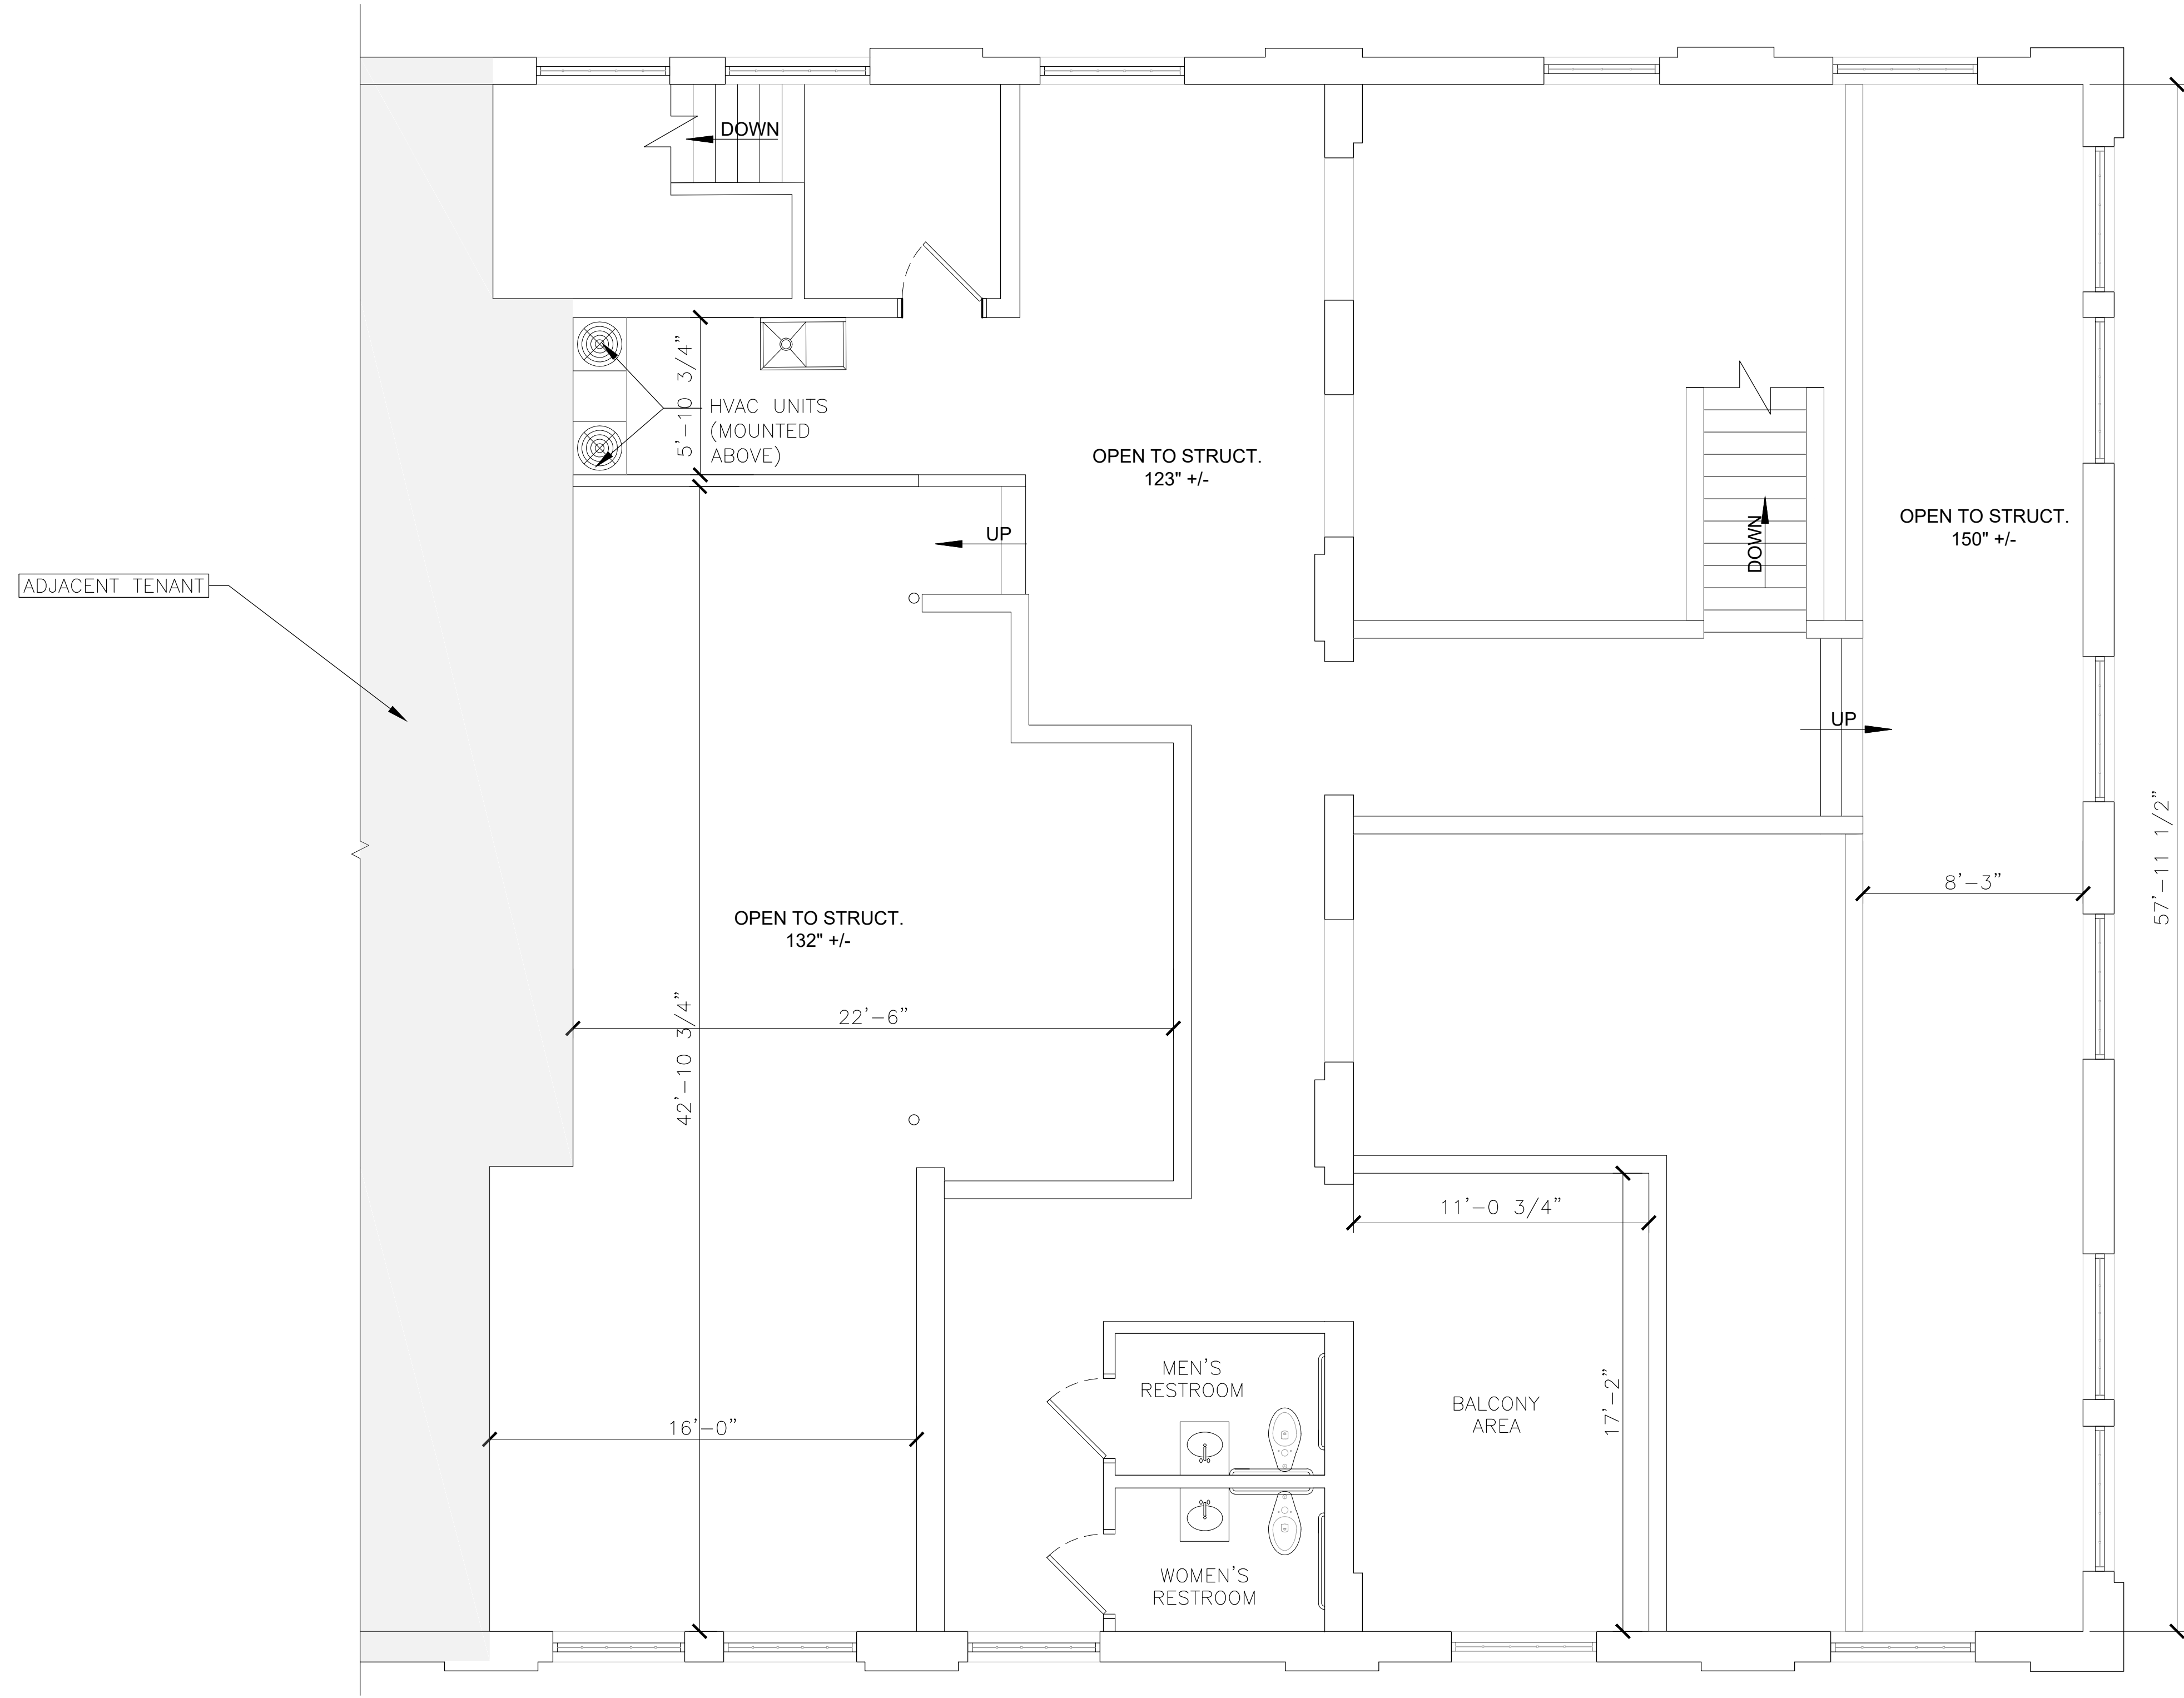 DOWN
5'-10 3/4"
HVAC UNITS
(MOUNTED
ABOVE)
OPEN TO STRUCT.
123" +/-
OPEN TO STRUCT.
150" +/-
UP
DOWN
ADJACENT TENANT
UP
57'-11 1/2"
8'-3"
OPEN TO STRUCT.
132" +/-
22'-6"
42'-10 3/4"
11'-0 3/4"
MEN'S
RESTROOM
BALCONY
AREA
17'-2"
16'-0"
WOMEN'S
RESTROOM